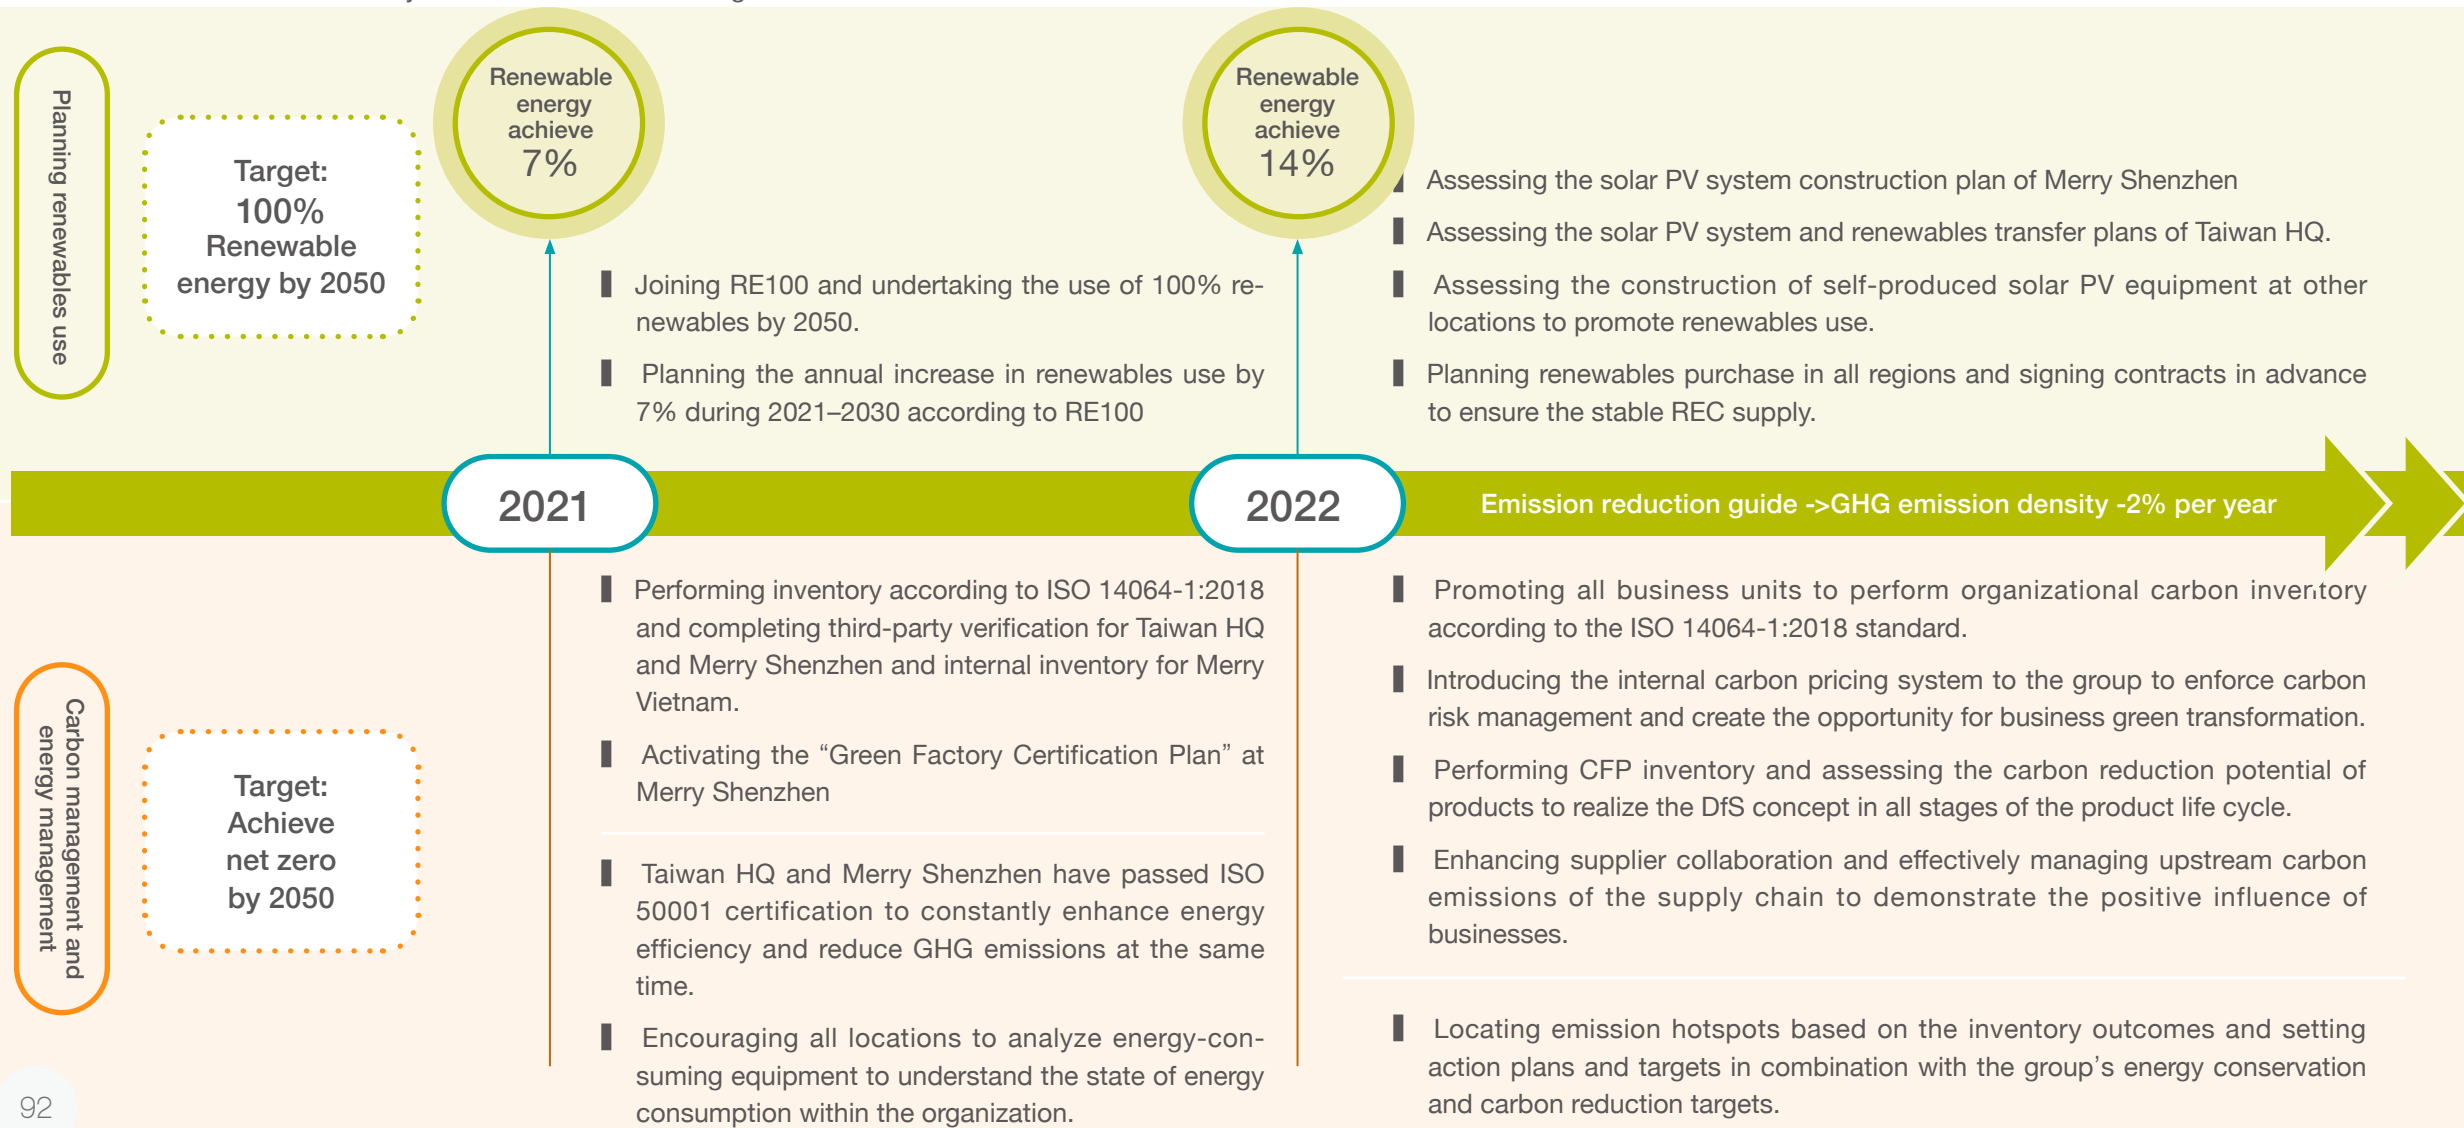 Planning renewables use
Target:
100%
Renewable
energy by 2050
Renewable
energy
achieve
7%
Joining RE100 and undertaking the use of 100% re-
newables by 2050.
Planning the annual increase in renewables use by
7% during 2021–2030 according to RE100
Renewable
energy
achieve
14%
Assessing the solar PV system construction plan of Merry Shenzhen
Assessing the solar PV system and renewables transfer plans of Taiwan HQ.
Assessing the construction of self-produced solar PV equipment at other
locations to promote renewables use.
Planning renewables purchase in all regions and signing contracts in advance
to ensure the stable REC supply.
2021
2022
Emission reduction guide ->GHG emission density -2% per year
Carbon management and
energy management
Target:
Achieve
net zero
by 2050
Performing inventory according to ISO 14064-1:2018
and completing third-party verification for Taiwan HQ
and Merry Shenzhen and internal inventory for Merry
Vietnam.
Activating the “Green Factory Certification Plan” at
Merry Shenzhen
Taiwan HQ and Merry Shenzhen have passed ISO
50001 certification to constantly enhance energy
efficiency and reduce GHG emissions at the same
time.
Encouraging all locations to analyze energy-con-
suming equipment to understand the state of energy
consumption within the organization.
Promoting all business units to perform organizational carbon inventory
according to the ISO 14064-1:2018 standard.
Introducing the internal carbon pricing system to the group to enforce carbon
risk management and create the opportunity for business green transformation.
Performing CFP inventory and assessing the carbon reduction potential of
products to realize the DfS concept in all stages of the product life cycle.
Enhancing supplier collaboration and effectively managing upstream carbon
emissions of the supply chain to demonstrate the positive influence of
businesses.
Locating emission hotspots based on the inventory outcomes and setting
action plans and targets in combination with the group's energy conservation
and carbon reduction targets.
92